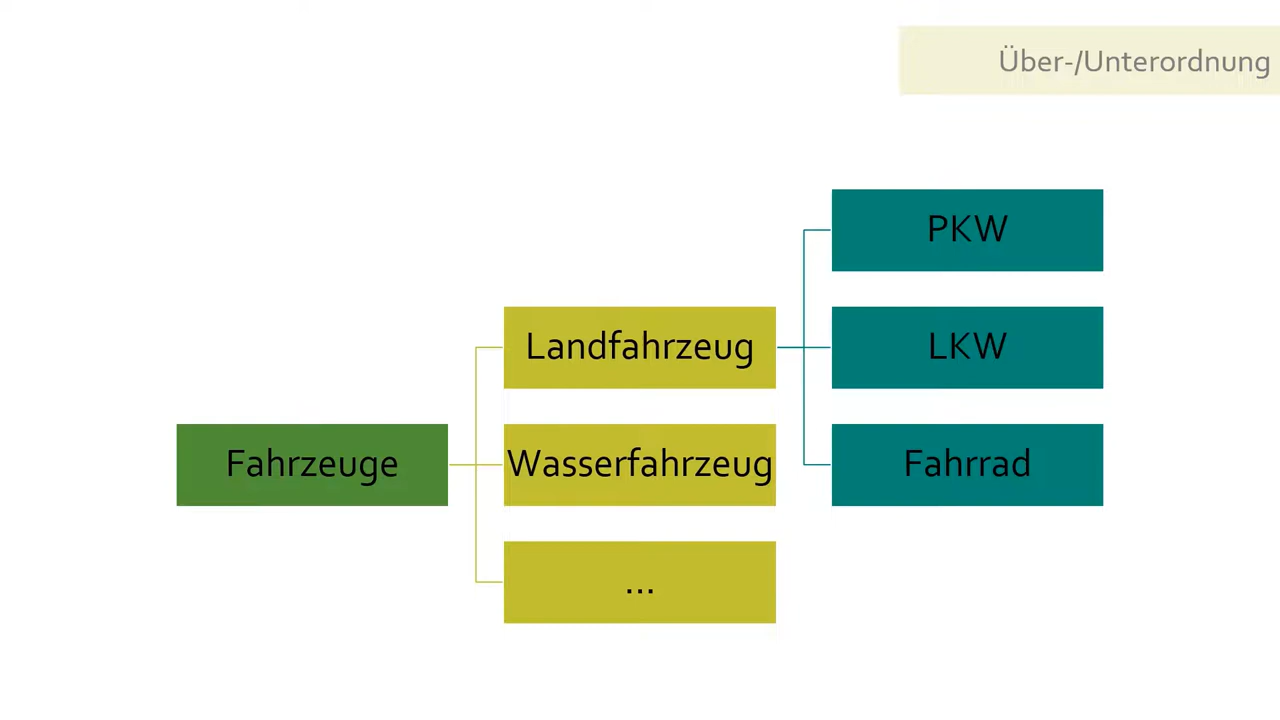 Über-/Unterordnung
PKW
Landfahrzeug
LKW
Fahrzeuge
Wasserfahrzeug
Fahrrad
...